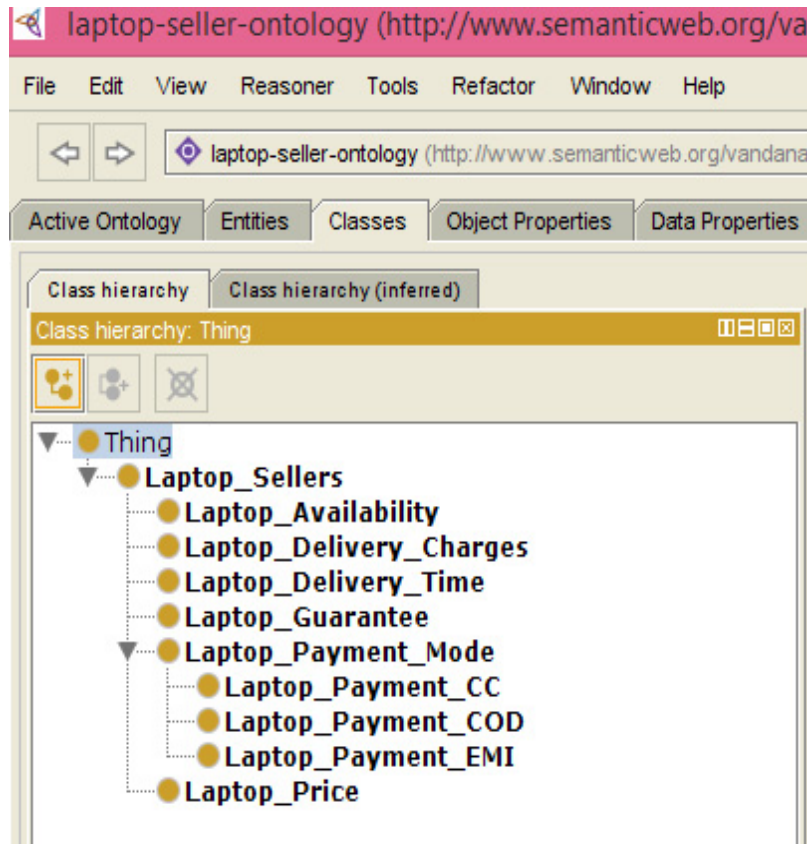 laptop-seller-ontology (http://www.semanticweb.org/va
File Edit View Reasoner Tools Refactor Window Help
laptop-seller-ontology (http://www.semanticweb.org/vandana
Active Ontology Entities Classes Object Properties Data Properties
Class hierarchy Class hierarchy (inferred)
Class hierarchy: Thing
Thing
Laptop_Sellers
Laptop_Availability
Laptop_Delivery_Charges
Laptop_Delivery_Time
Laptop_Guarantee
Laptop_Payment_Mode
Laptop_Payment_CC
Laptop_Payment_COD
Laptop_Payment_EMI
Laptop_Price